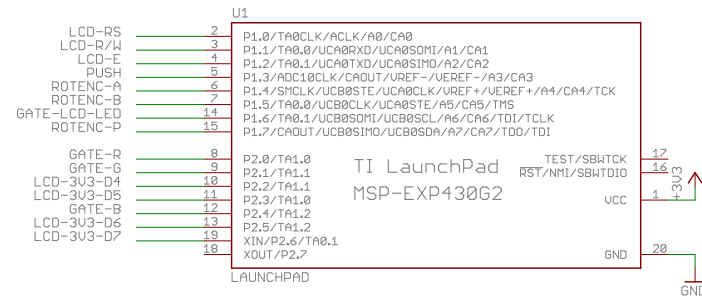 U1
LCD-RS 2 P1.0/TA0CLK/ACLK/A0/CA0
LCD-R/W 3 P1.1/TA0.0/UCA0RXD/UCA0SOMI/A1/CA1
LCD-E 4 P1.2/TA0.1/UCA0TXD/UCA0SIMO/A2/CA2
PUSH 5 P1.3/ADC10CLK/CAOUT/VREF-/VEREF-/A3/CA3
ROTENC-A 6 P1.4/SMCLK/UCB0STE/UCA0CLK/VREF+/VEREF+/A4/CA4/TCK
ROTENC-B 7 P1.5/TA0.0/UCB0CLK/UCA0STE/A5/CA5/TMS
GATE-LCD-LED 14 P1.6/TA0.1/UCB0SOMI/UCB0SCL/A6/CA6/TDI/TCLK
ROTENC-P 15 P1.7/CAOUT/UCB0SIMO/UCB0SDA/A7/CA7/TDO/TDI
GATE-R 8 P2.0/TA1.0 TEST/SBWTCK 17
GATE-G 9 P2.1/TA1.1 TI LaunchPad RST/NMI/SBWTDIO 16
LCD-3V3-D4 10 P2.2/TA1.1 MSP-EXP430G2
LCD-3V3-D5 11 P2.3/TA1.0 VCC 1 +3V3
GATE-B 12 P2.4/TA1.2
LCD-3V3-D6 13 P2.5/TA1.2
LCD-3V3-D7 19 XIN/P2.6/TA0.1
18 XOUT/P2.7 GND 20
LAUNCHPAD
GND